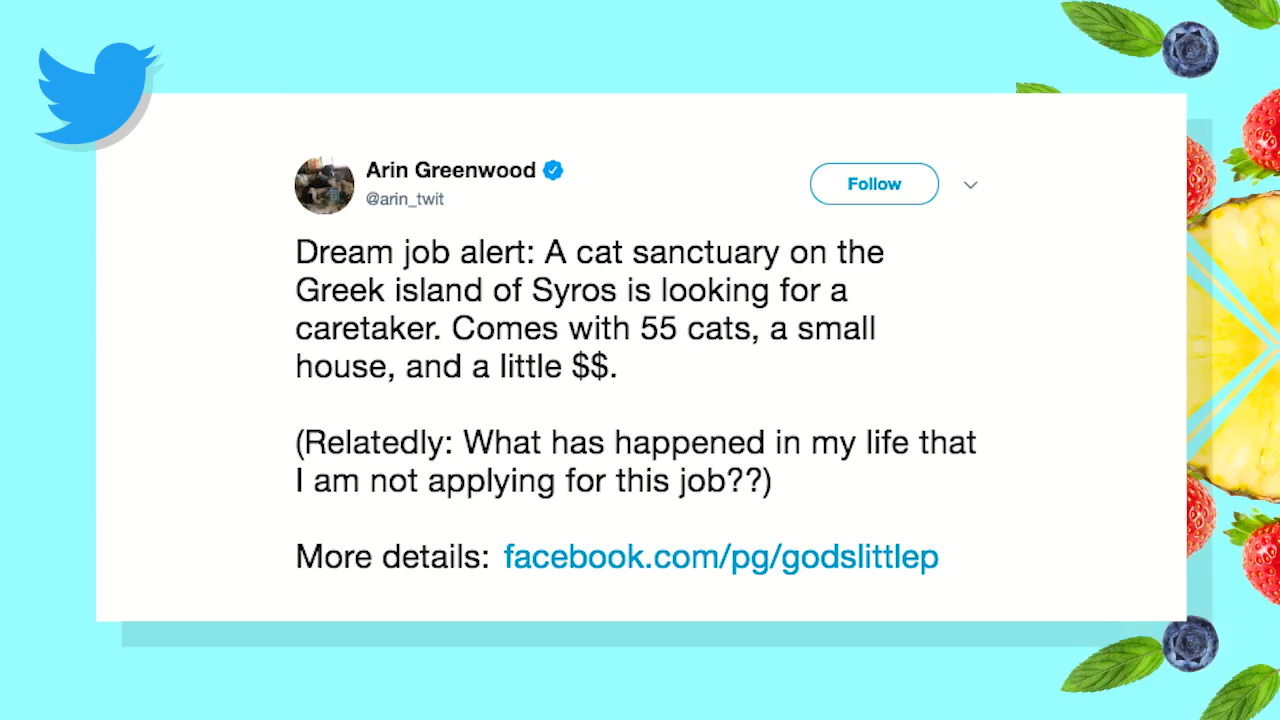 Arin Greenwood
@arin_twit
Follow
Dream job alert: A cat sanctuary on the
Greek island of Syros is looking for a
caretaker. Comes with 55 cats, a small
house, and a little $$.
(Relatedly: What has happened in my life that
I am not applying for this job??)
More details: facebook.com/pg/godslittlep